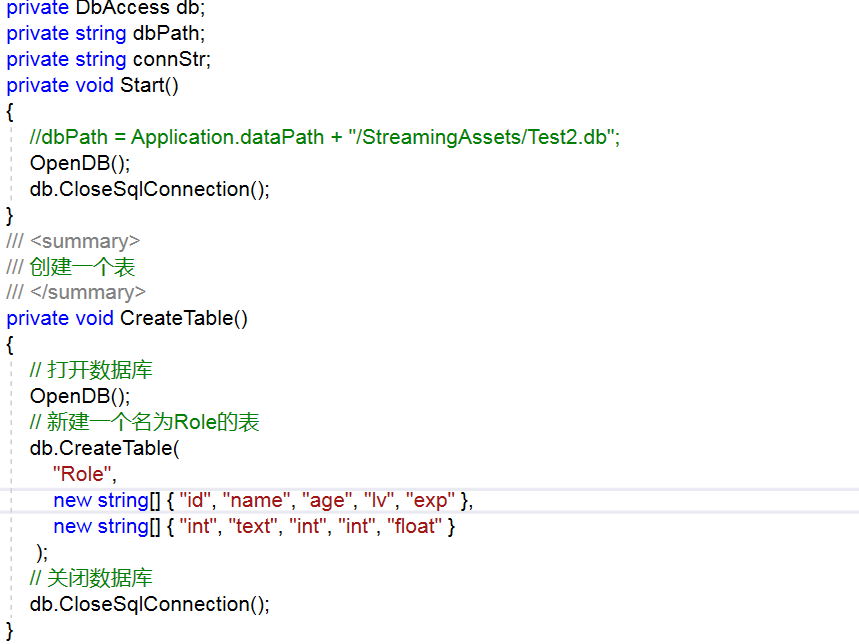 private DbAccess db;
private string dbPath;
private string connStr;
private void Start()
{
//dbPath = Application.dataPath + "/StreamingAssets/Test2.db";
OpenDB();
db.CloseSqlConnection();
}
/// <summary>
/// 创建一个表
/// </summary>
private void CreateTable()
{
// 打开数据库
OpenDB();
// 新建一个名为Role的表
db.CreateTable(
"Role",
new string[] { "id", "name", "age", "lv", "exp" },
new string[] { "int", "text", "int", "int", "float" }
);
// 关闭数据库
db.CloseSqlConnection();
}